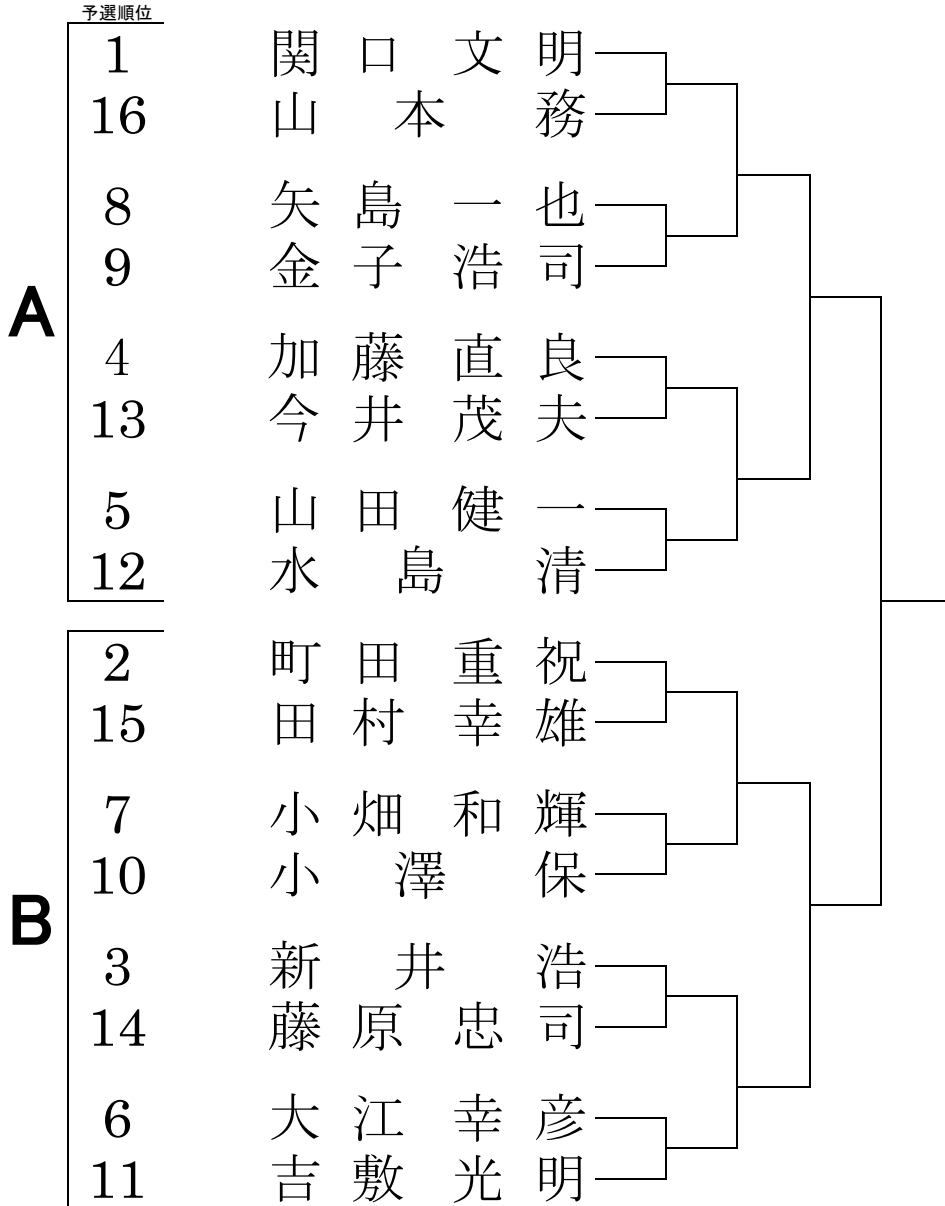 予選順位
1 関口文明
16 山本務
8 矢島一也
9 金子浩司
A
4 加藤直良
13 今井茂夫
5 山田健一
12 水島清
2 町田重祝
15 田村幸雄
7 小畑和輝
10 小澤保
B
3 新井浩
14 藤原忠司
6 大江幸彦
11 吉敷光明